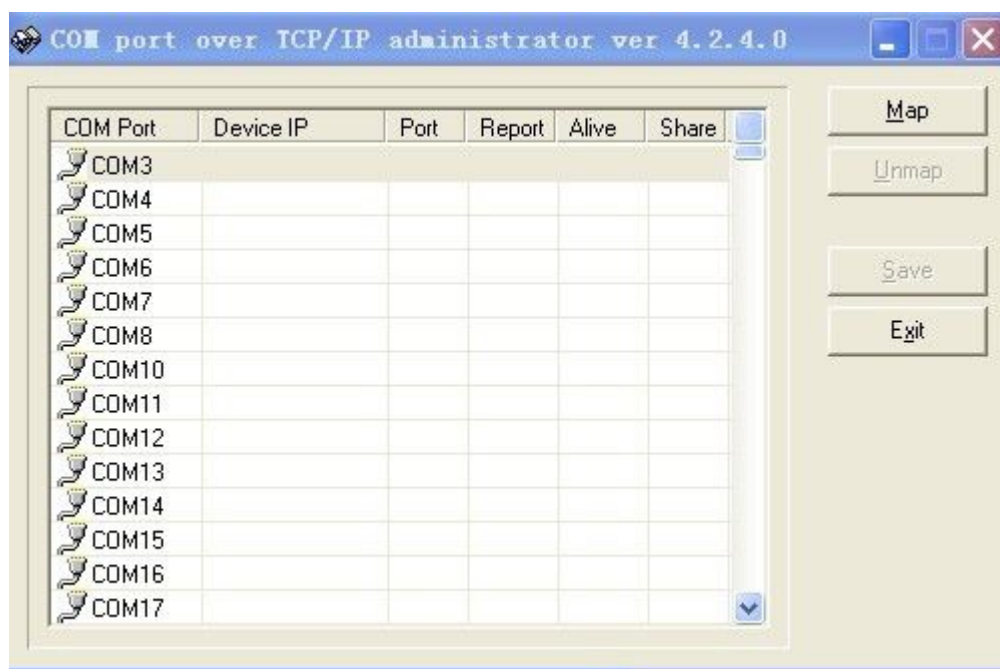 COM port over TCP/IP administrator ver 4.2.4.0
COM Port Device IP Port Report Alive Share
COM3
COM4
COM5
COM6
COM7
COM8
COM10
COM11
COM12
COM13
COM14
COM15
COM16
COM17
Map
Unmap
Save
Exit